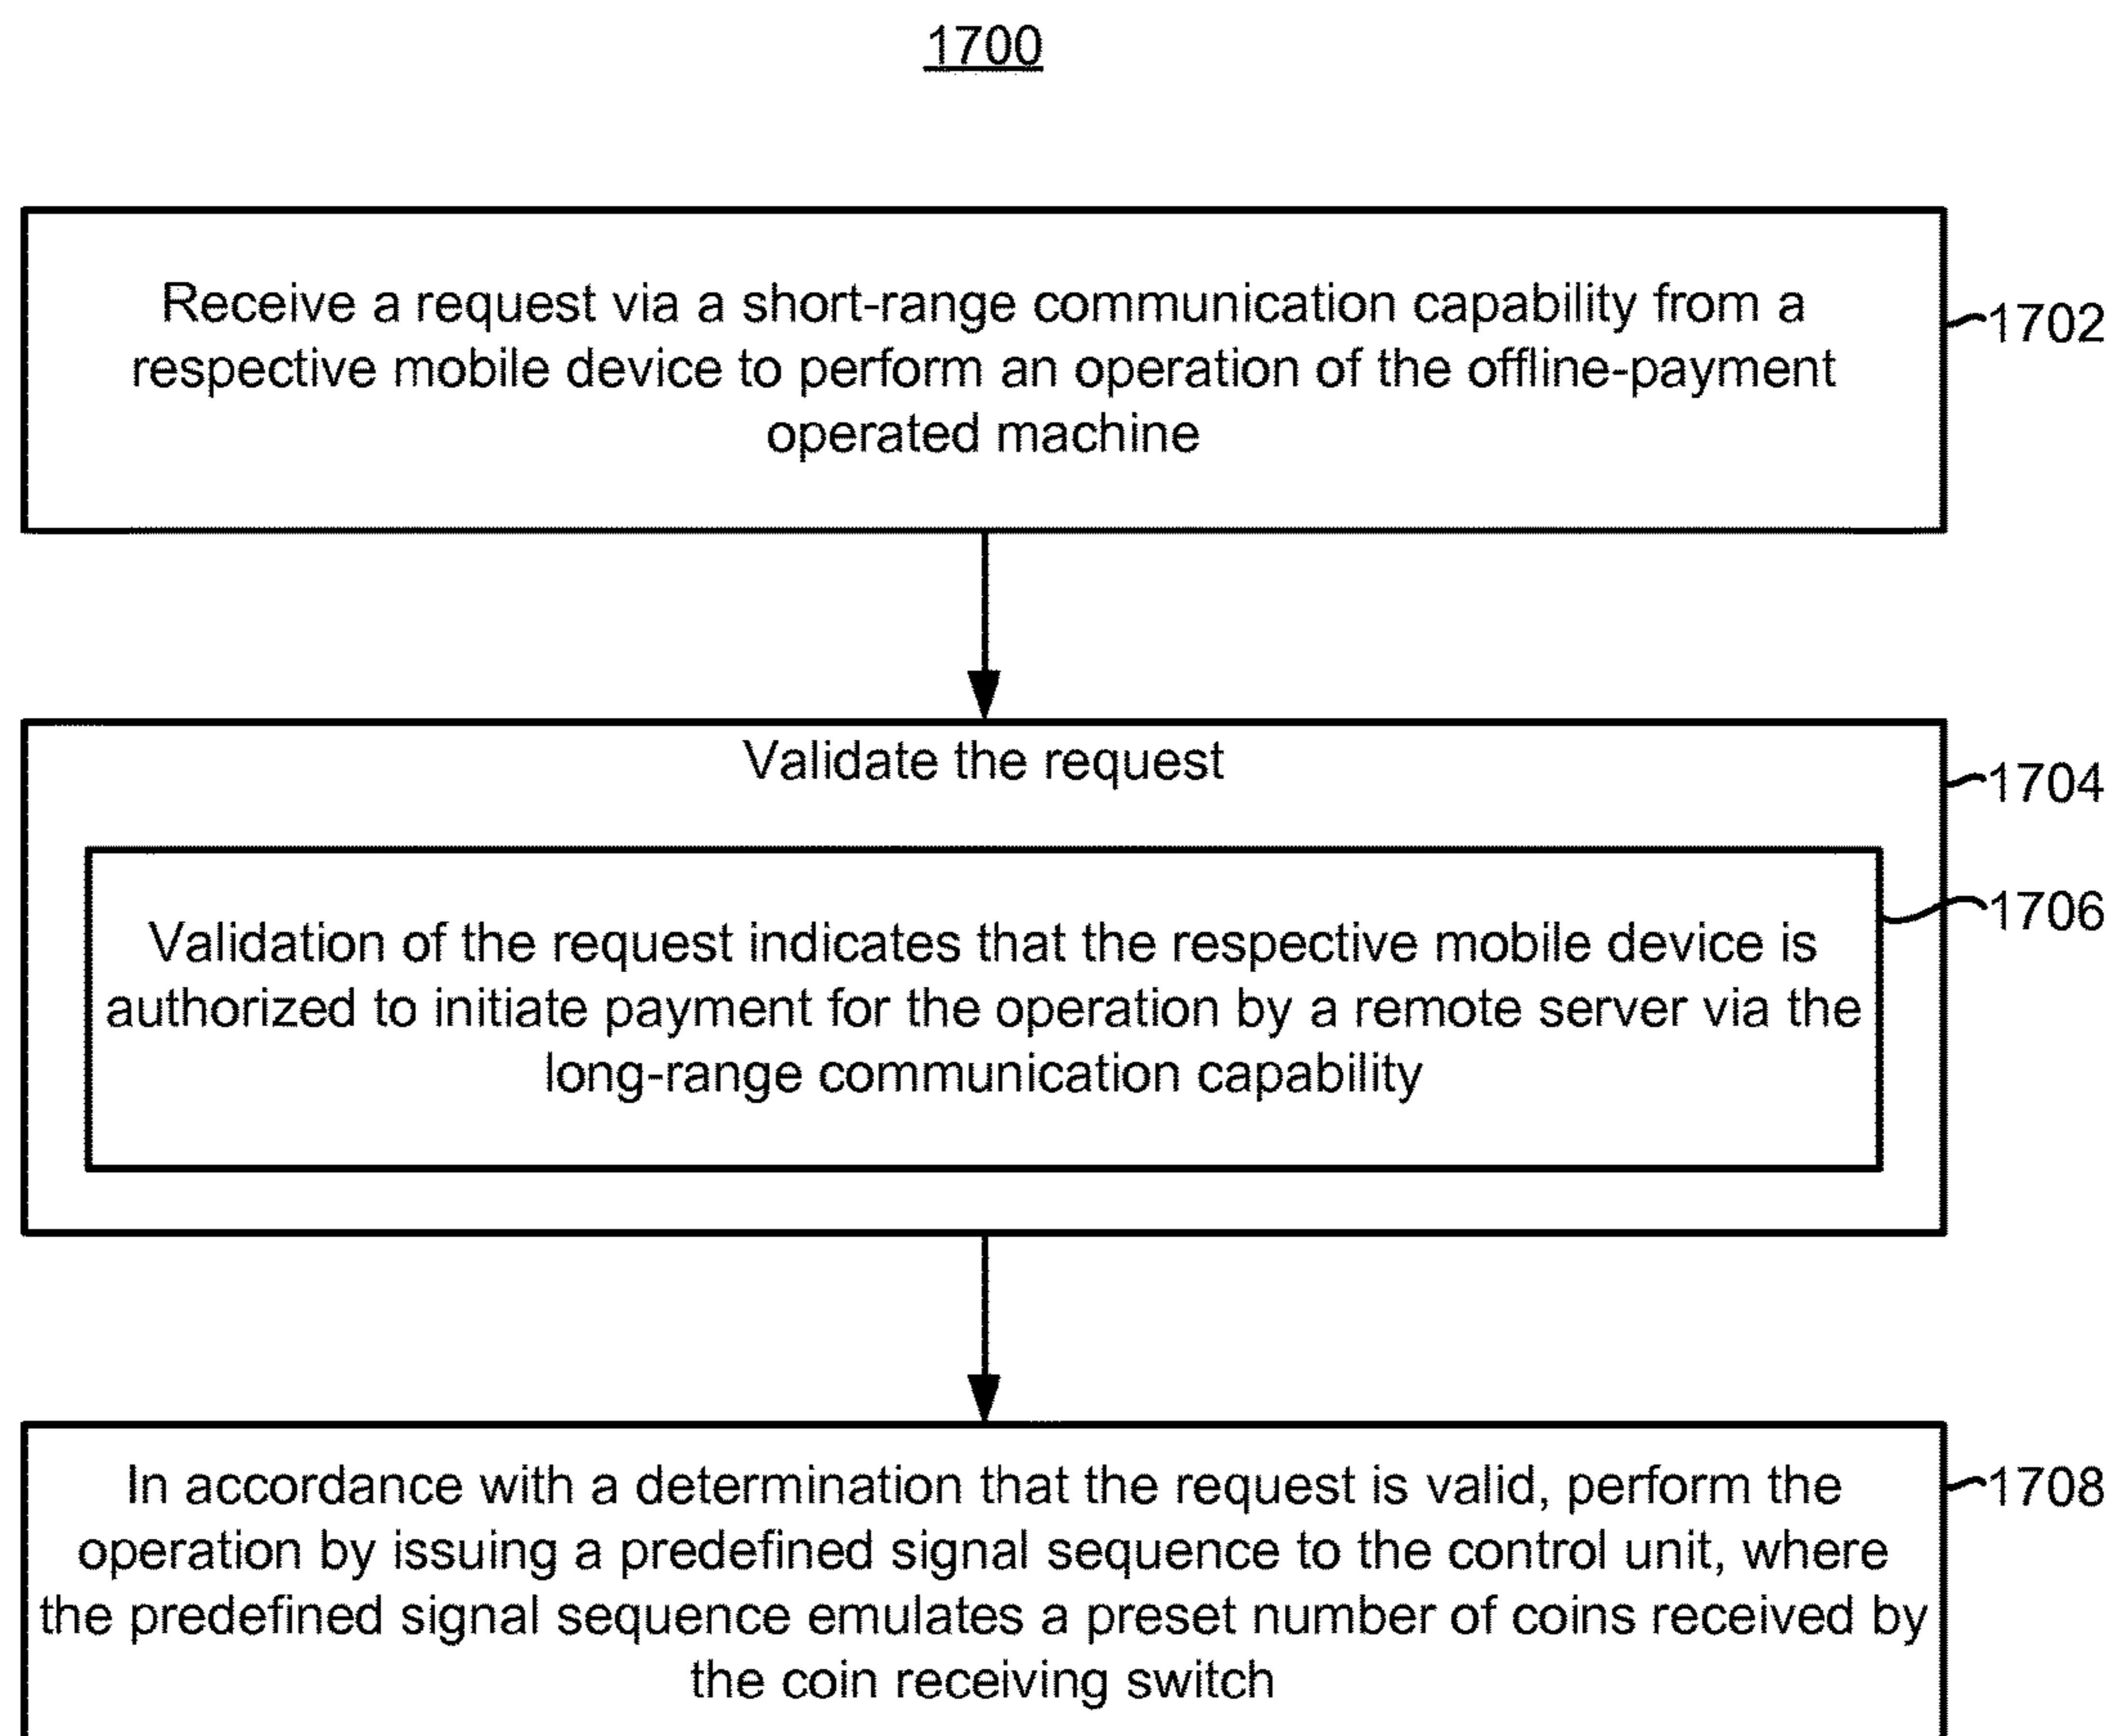 1700
Receive a request via a short-range communication capability from a
respective mobile device to perform an operation of the offline-payment
operated machine
1702
Validate the request
1704
Validation of the request indicates that the respective mobile device is
authorized to initiate payment for the operation by a remote server via the
long-range communication capability
1706
In accordance with a determination that the request is valid, perform the
operation by issuing a predefined signal sequence to the control unit, where
the predefined signal sequence emulates a preset number of coins received by
the coin receiving switch
1708